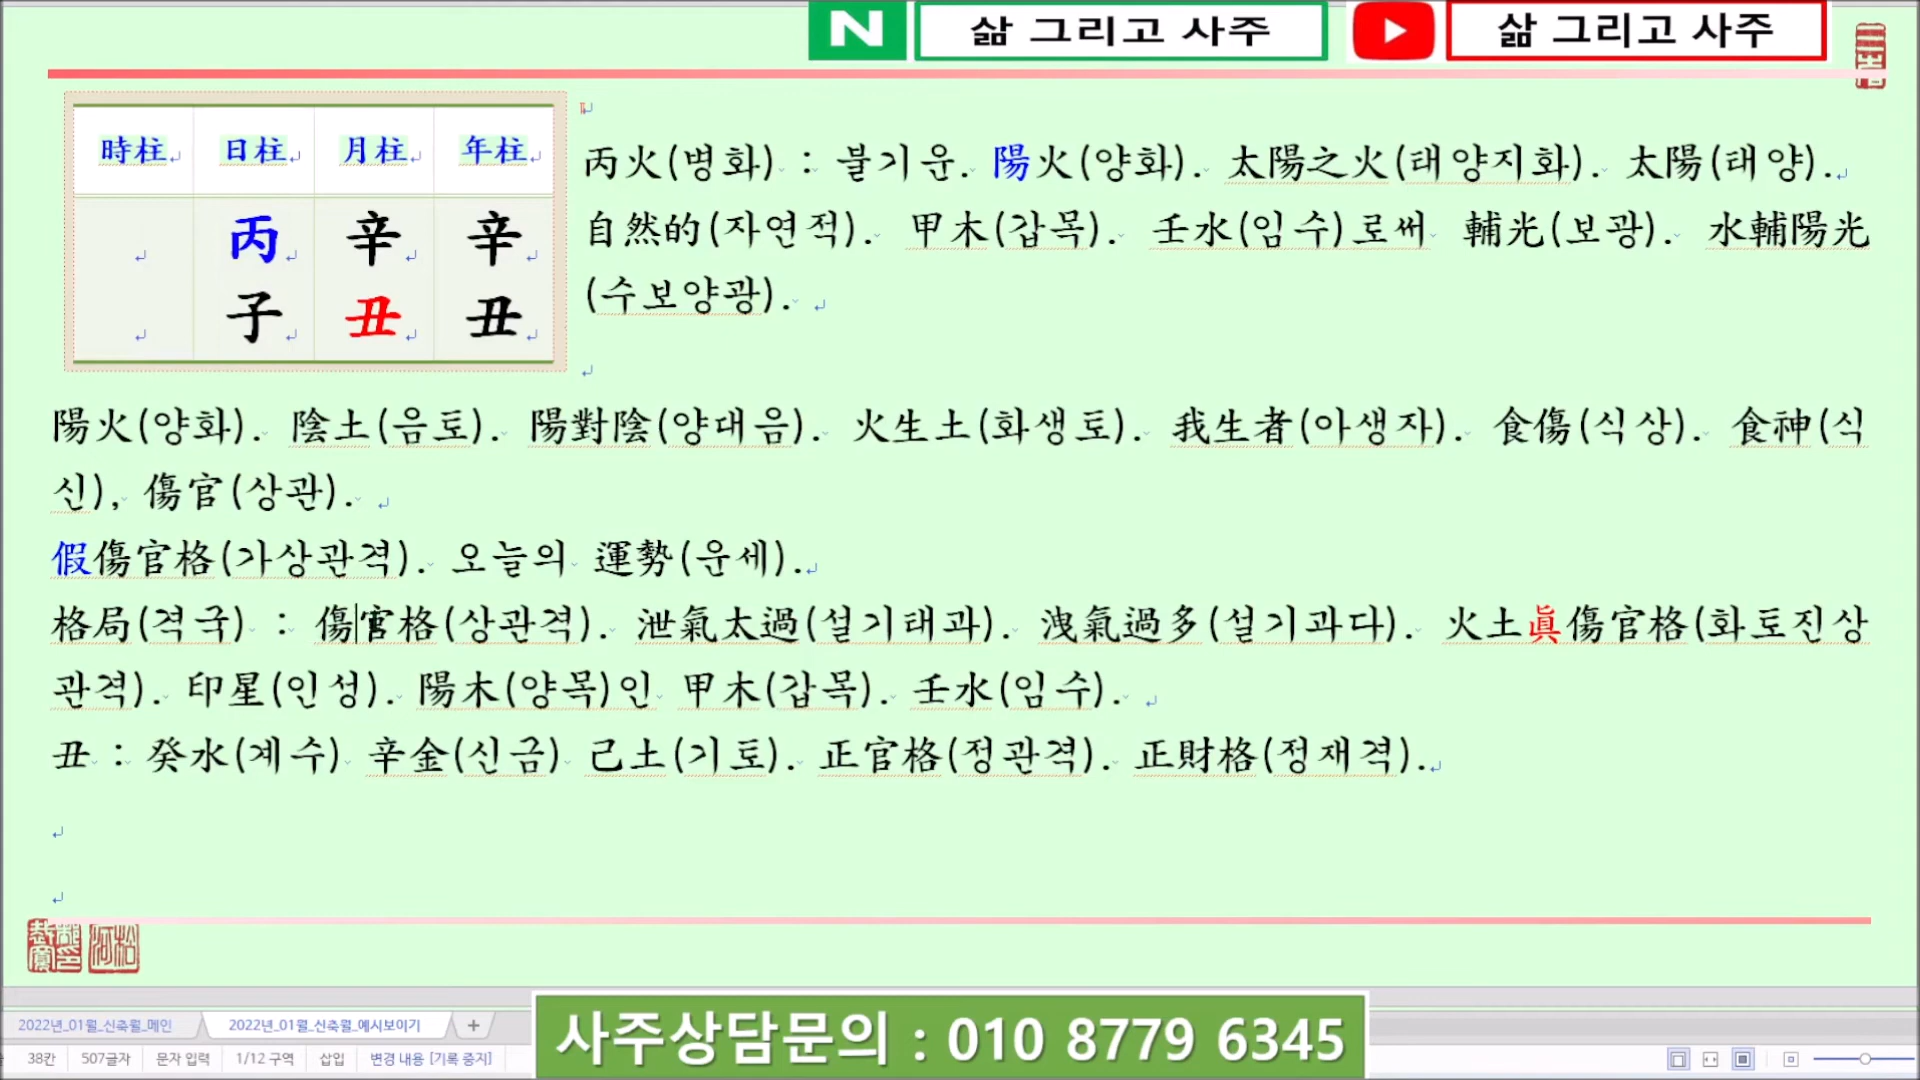 N 삶 그리고 사주 삶 그리고 사주
時柱 日柱 月柱 年柱
丙 辛 辛
子 丑 丑
丙火(병화) : 불기운. 陽火(양화). 太陽之火(태양지화). 太陽(태양).
自然的(자연적). 甲木(갑목). 壬水(임수)로써 輔光(보광). 水輔陽光
(수보양광).
陽火(양화). 陰土(음토). 陽對陰(양대음). 火生土(화생토). 我生者(아생자). 食傷(식상). 食神(식
신), 傷官(상관).
假傷官格(가상관격). 오늘의 運勢(운세).
格局(격국) : 傷官格(상관격). 泄氣太過(설기태과). 洩氣過多(설기과다). 火土眞傷官格(화토진상
관격). 印星(인성). 陽木(양목)인 甲木(갑목). 壬水(임수).
丑 : 癸水(계수) 辛金(신금) 己土(기토). 正官格(정관격). 正財格(정재격).
2022년_01월_신축월_메인 2022년_01월_신축월_예시보이기 +
38칸 507글자 문자 입력 1/12 구역 삽입 변경 내용 [기록 중지]
사주상담문의 : 010 8779 6345